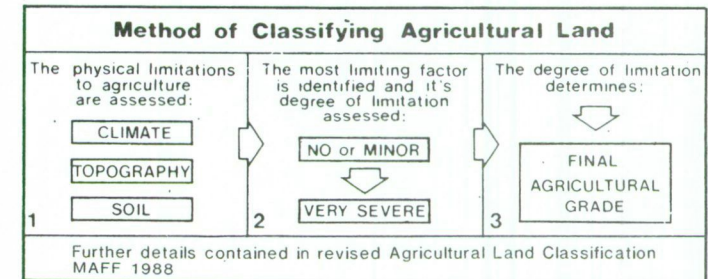 Method of Classifying Agricultural Land
The physical limitations
to agriculture
are assessed:
CLIMATE
TOPOGRAPHY
SOIL
1
The most limiting factor
is identified and it's
degree of limitation
assessed:
NO or MINOR
VERY SEVERE
2
The degree of limitation
determines:
FINAL
AGRICULTURAL
GRADE
3
Further details contained in revised Agricultural Land Classification
MAFF 1988